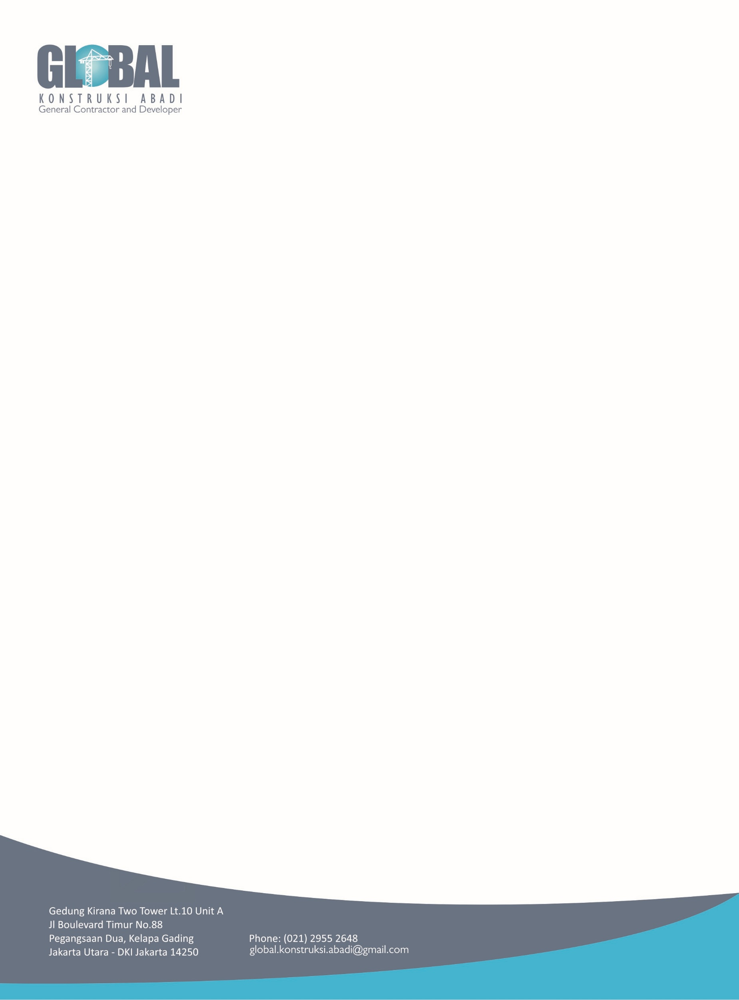 GLOBAL
KONSTRUKSI ABADI
General Contractor and Developer
Gedung Kirana Two Tower Lt.10 Unit A
Jl Boulevard Timur No.88
Pegangsaan Dua, Kelapa Gading
Jakarta Utara - DKI Jakarta 14250
Phone: (021) 2955 2648
global.konstruksi.abadi@gmail.com